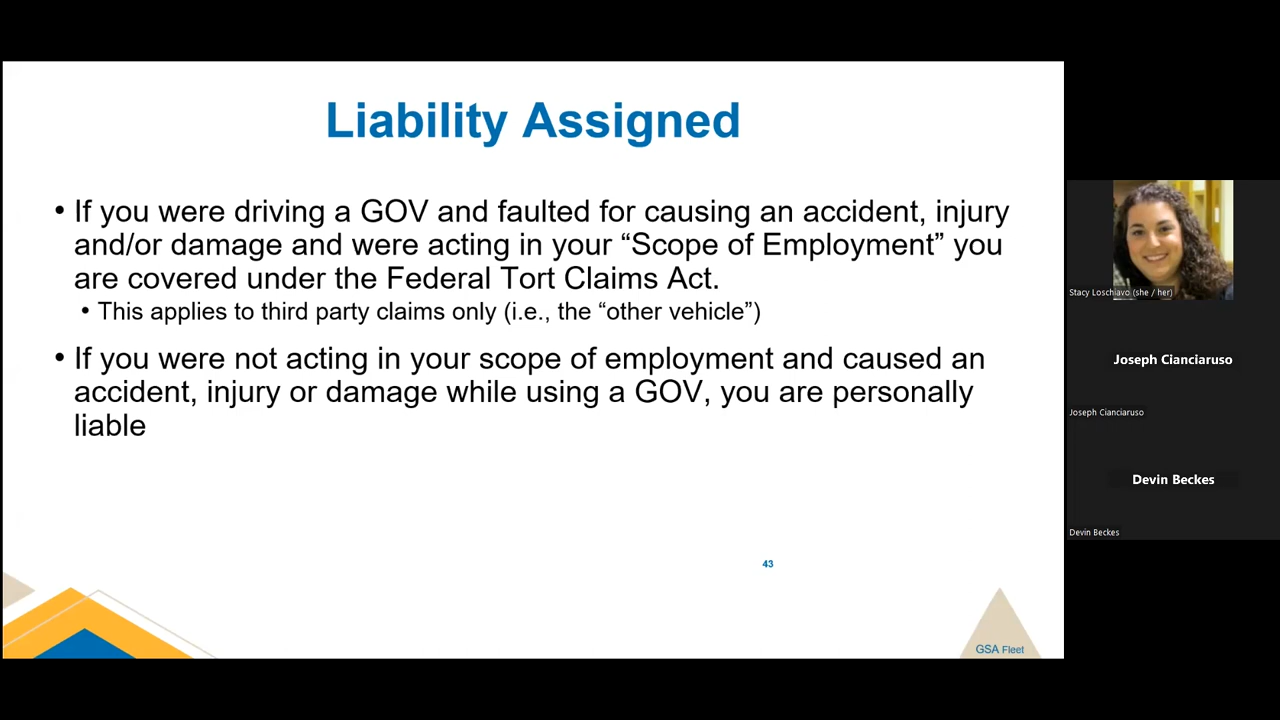 Liability Assigned
• If you were driving a GOV and faulted for causing an accident, injury
and/or damage and were acting in your “Scope of Employment” you
are covered under the Federal Tort Claims Act.
• This applies to third party claims only (i.e., the “other vehicle”)
• If you were not acting in your scope of employment and caused an
accident, injury or damage while using a GOV, you are personally
liable
43
GSA Fleet
Stacy Loschiavo (she / her)
Joseph Cianciaruso
Joseph Cianciaruso
Devin Beckes
Devin Beckes